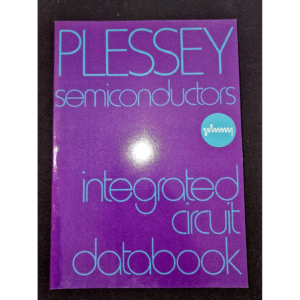 PLESSEY
semiconductors
integrated
circuit
databook